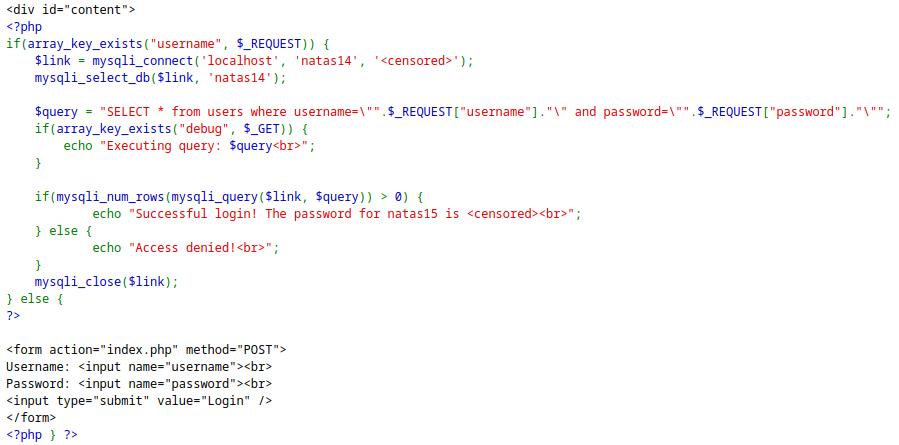 <div id="content">
<?php
if(array_key_exists("username", $_REQUEST)) {
    $link = mysqli_connect('localhost', 'natas14', '<censored>');
    mysqli_select_db($link, 'natas14');

    $query = "SELECT * from users where username=\"".$_REQUEST["username"]."\" and password=\"".$_REQUEST["password"]."\"";
    if(array_key_exists("debug", $_GET)) {
        echo "Executing query: $query<br>";
    }

    if(mysqli_num_rows(mysqli_query($link, $query)) > 0) {
            echo "Successful login! The password for natas15 is <censored><br>";
    } else {
            echo "Access denied!<br>";
    }
    mysqli_close($link);
} else {
?>

<form action="index.php" method="POST">
Username: <input name="username"><br>
Password: <input name="password"><br>
<input type="submit" value="Login" />
</form>
<?php } ?>